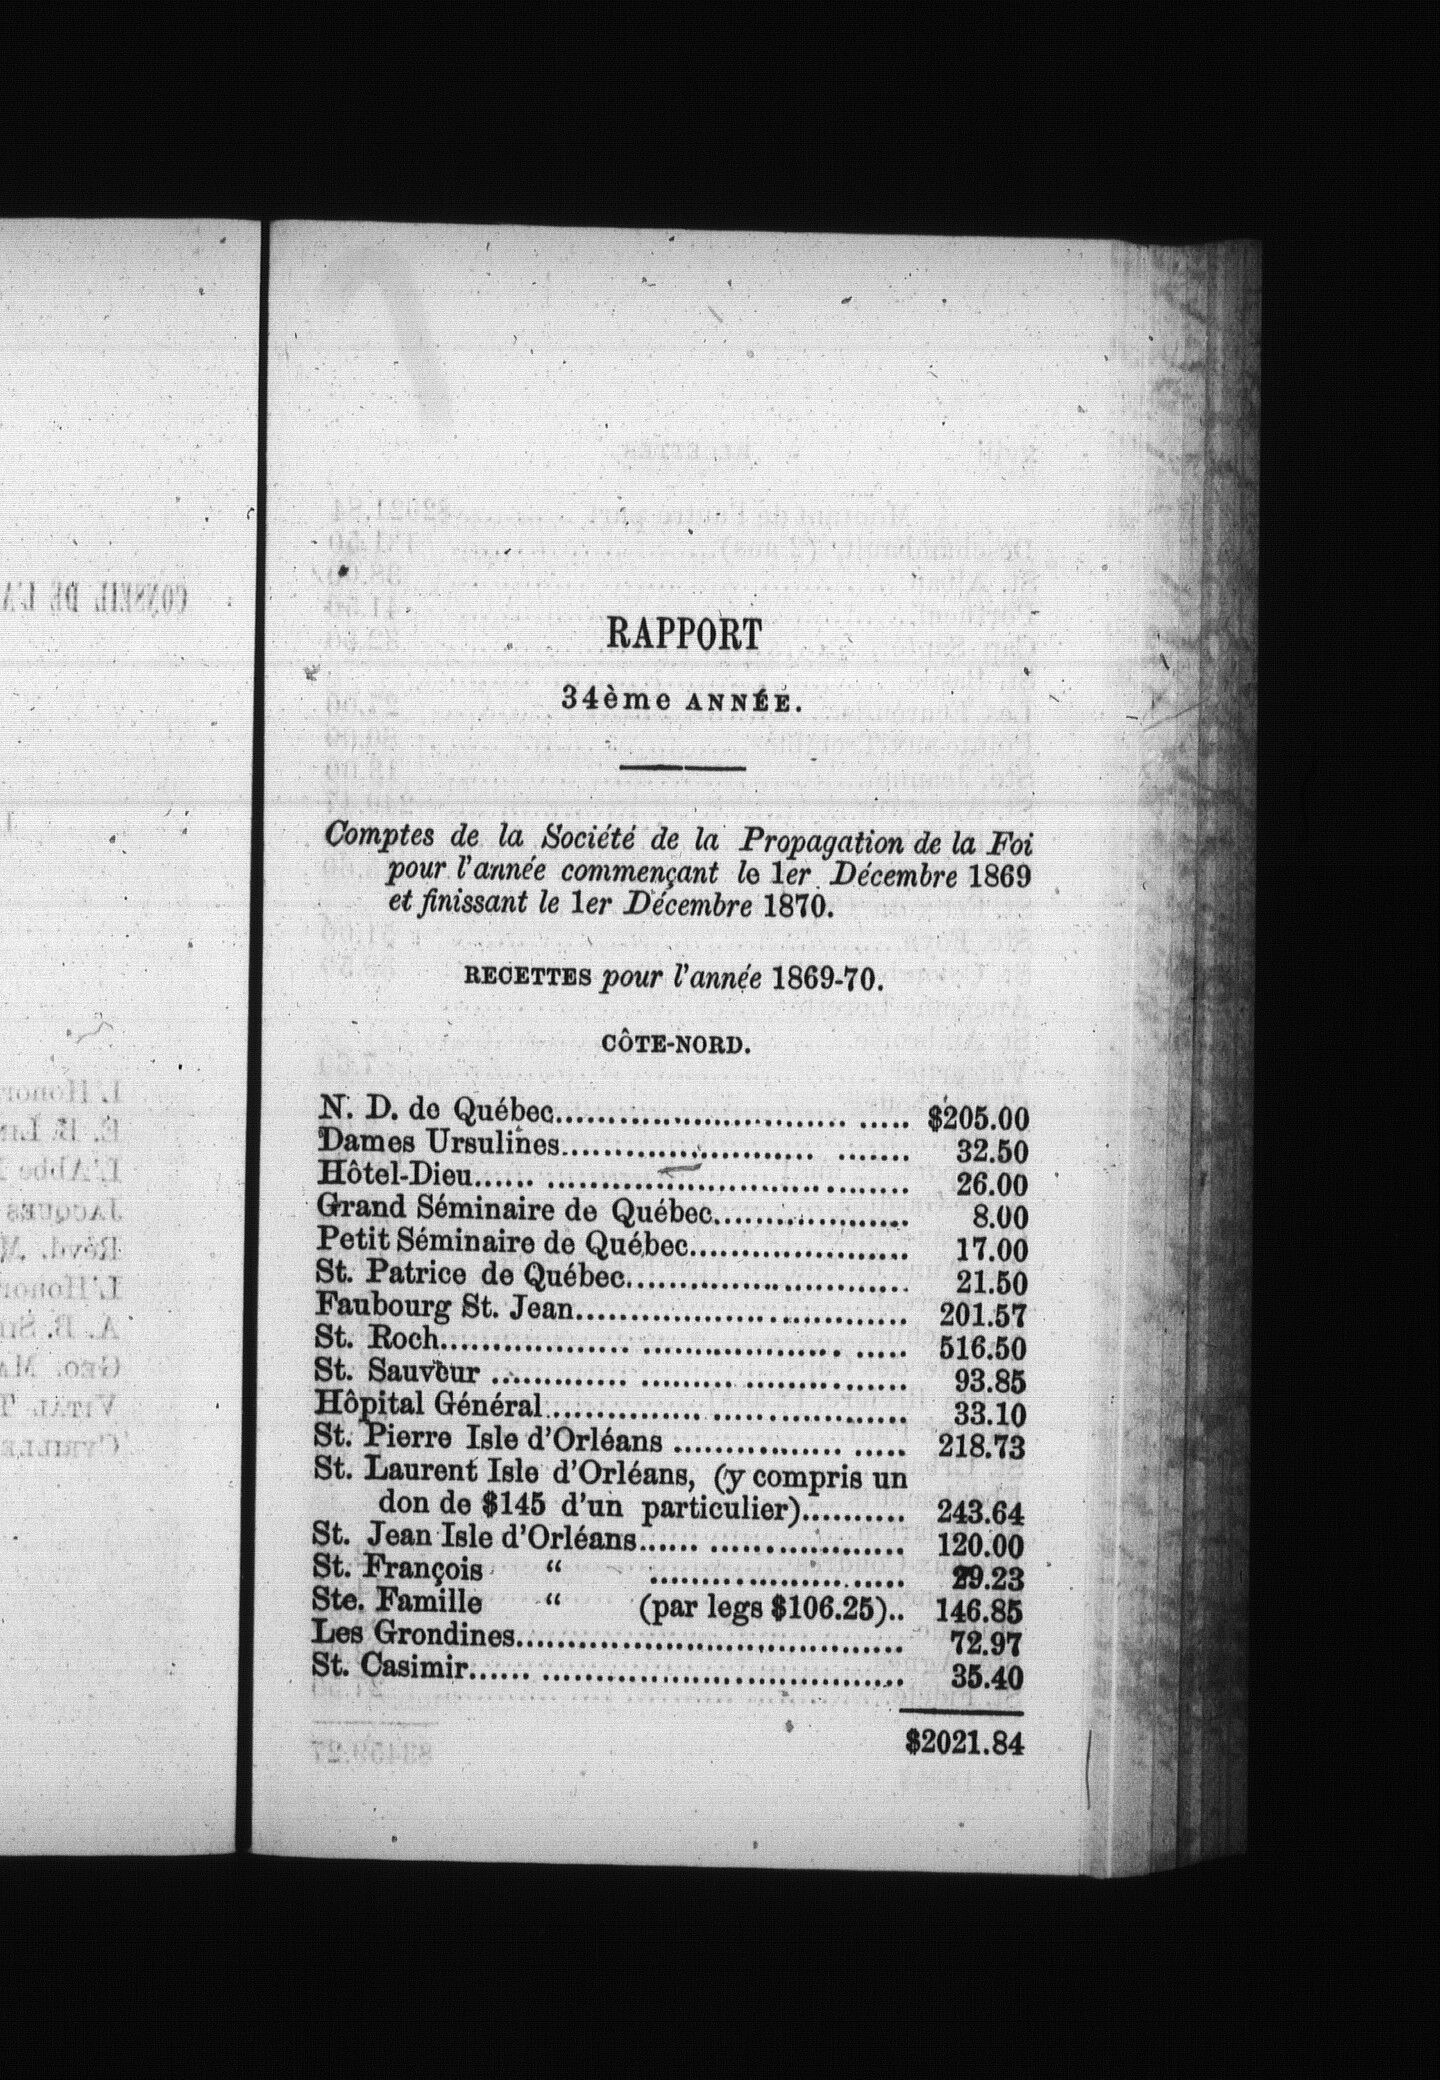 RAPPORT
34ème ANNÉE.
Comptes de la Société de la Propagation de la Foi
pour l'année commençant le 1er Décembre 1869
et finissant le 1er Décembre 1870.
RECETTES pour l'année 1869-70.
CÔTE-NORD.
N. D. de Québec................................. $205.00
Dames Ursulines............................... 32.50
Hôtel-Dieu........................................ 26.00
Grand Séminaire de Québec.................. 8.00
Petit Séminaire de Québec.................... 17.00
St. Patrice de Québec......................... 21.50
Faubourg St. Jean............................... 201.57
St. Roch........................................... 516.50
St. Sauveur ...................................... 93.85
Hôpital Général................................. 33.10
St. Pierre Isle d'Orléans ..................... 218.73
St. Laurent Isle d'Orléans, (y compris un
don de $145 d'un particulier).......... 243.64
St. Jean Isle d'Orléans........................ 120.00
St. François “ ........................ 29.23
Ste. Famille “ (par legs $106.25).. 146.85
Les Grondines.................................... 72.97
St. Casimir........................................ 35.40
$2021.84